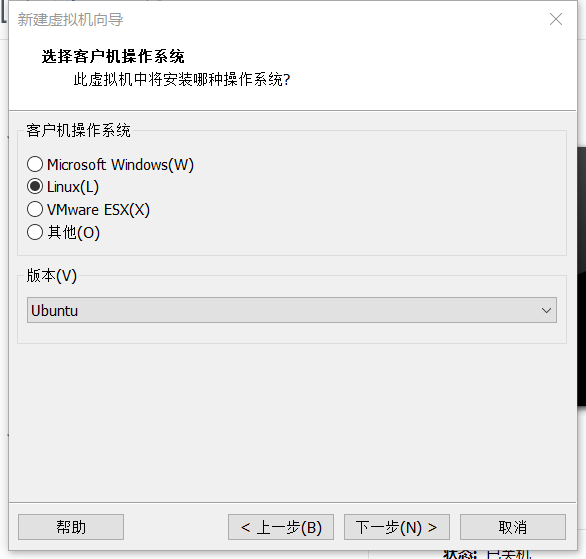 新建虚拟机向导
选择客户机操作系统
此虚拟机中将安装哪种操作系统?
客户机操作系统
Microsoft Windows(W)
Linux(L)
VMware ESX(X)
其他(O)
版本(V)
Ubuntu
帮助
< 上一步(B)
下一步(N) >
取消
状态: 已关机